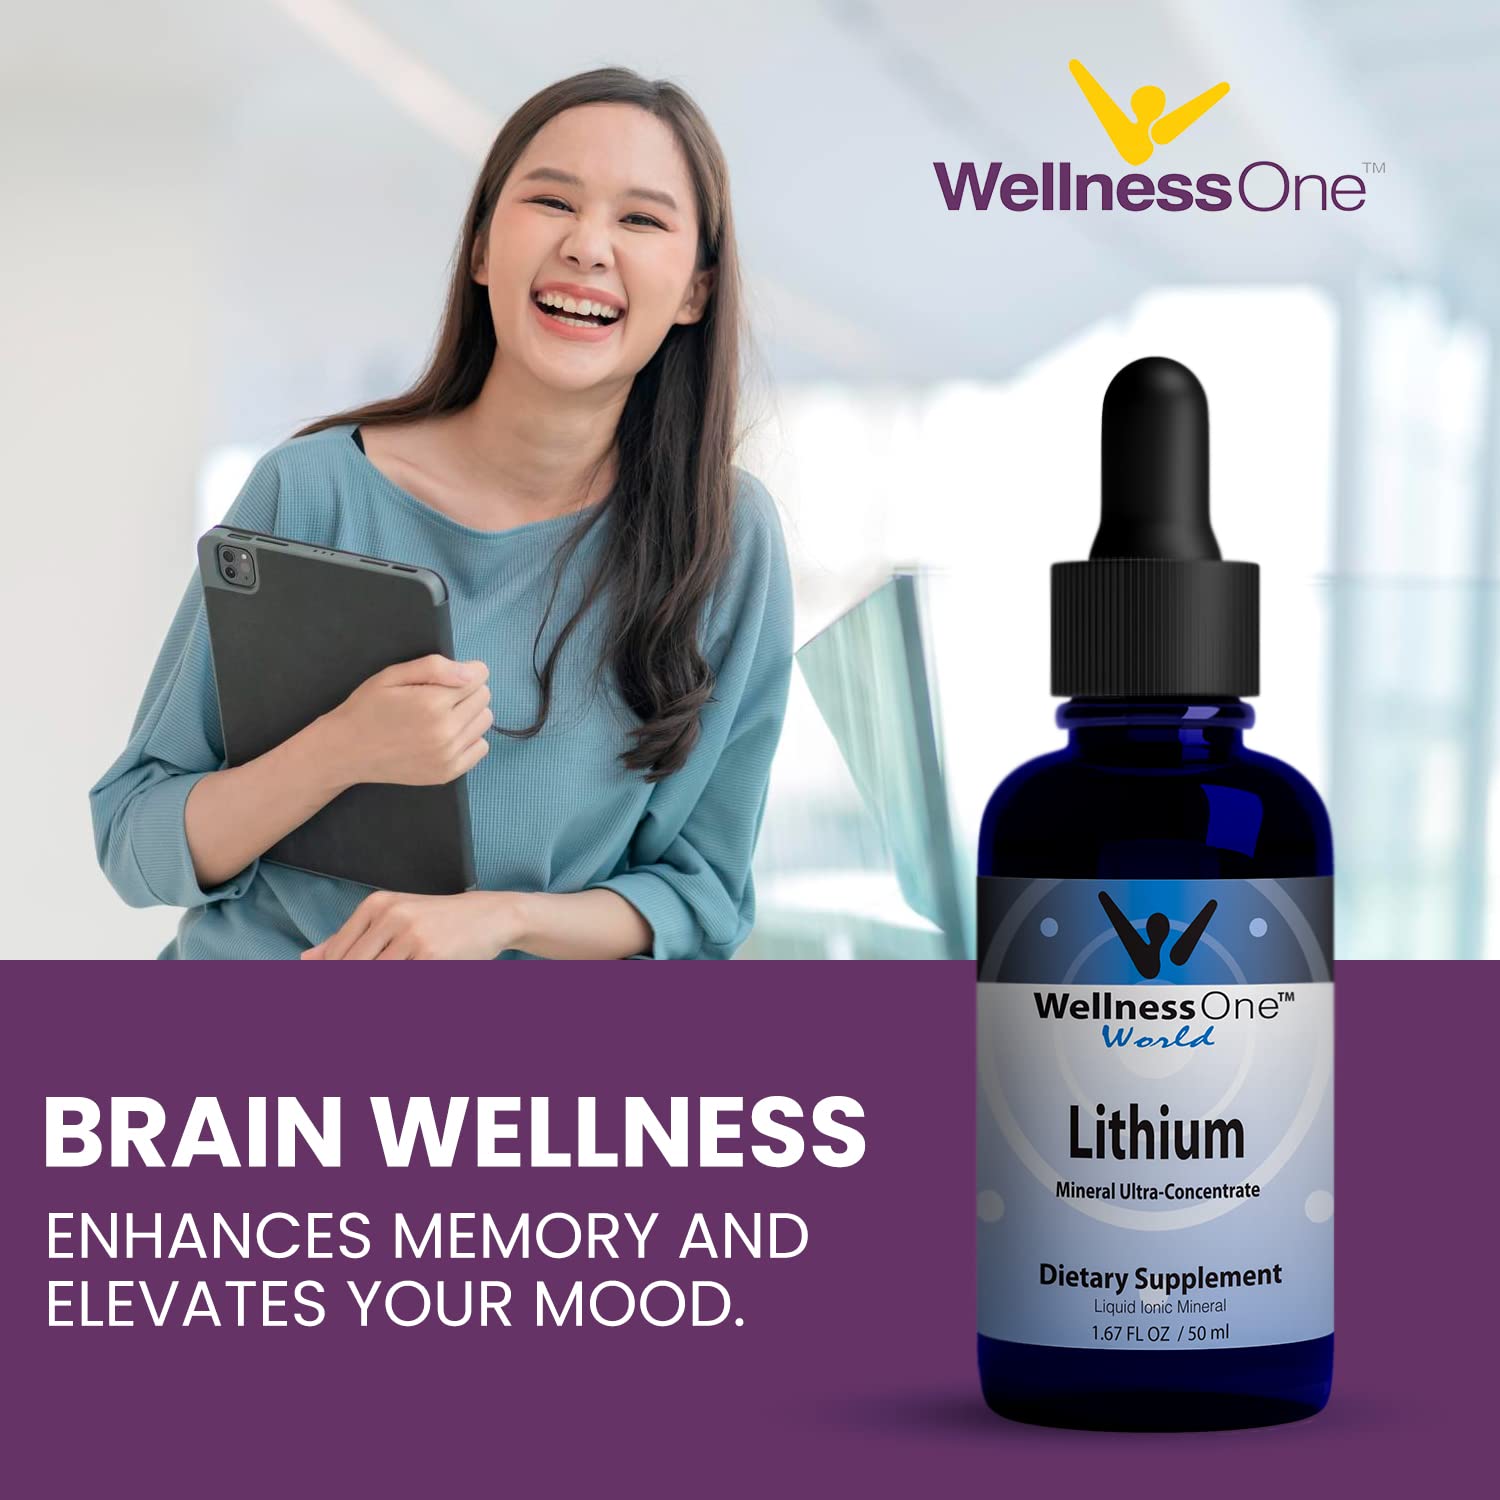 WellnessOne™
BRAIN WELLNESS
ENHANCES MEMORY AND
ELEVATES YOUR MOOD.
WellnessOne™
World
Lithium
Mineral Ultra-Concentrate
Dietary Supplement
Liquid Ionic Mineral
1.67 FL OZ / 50 ml